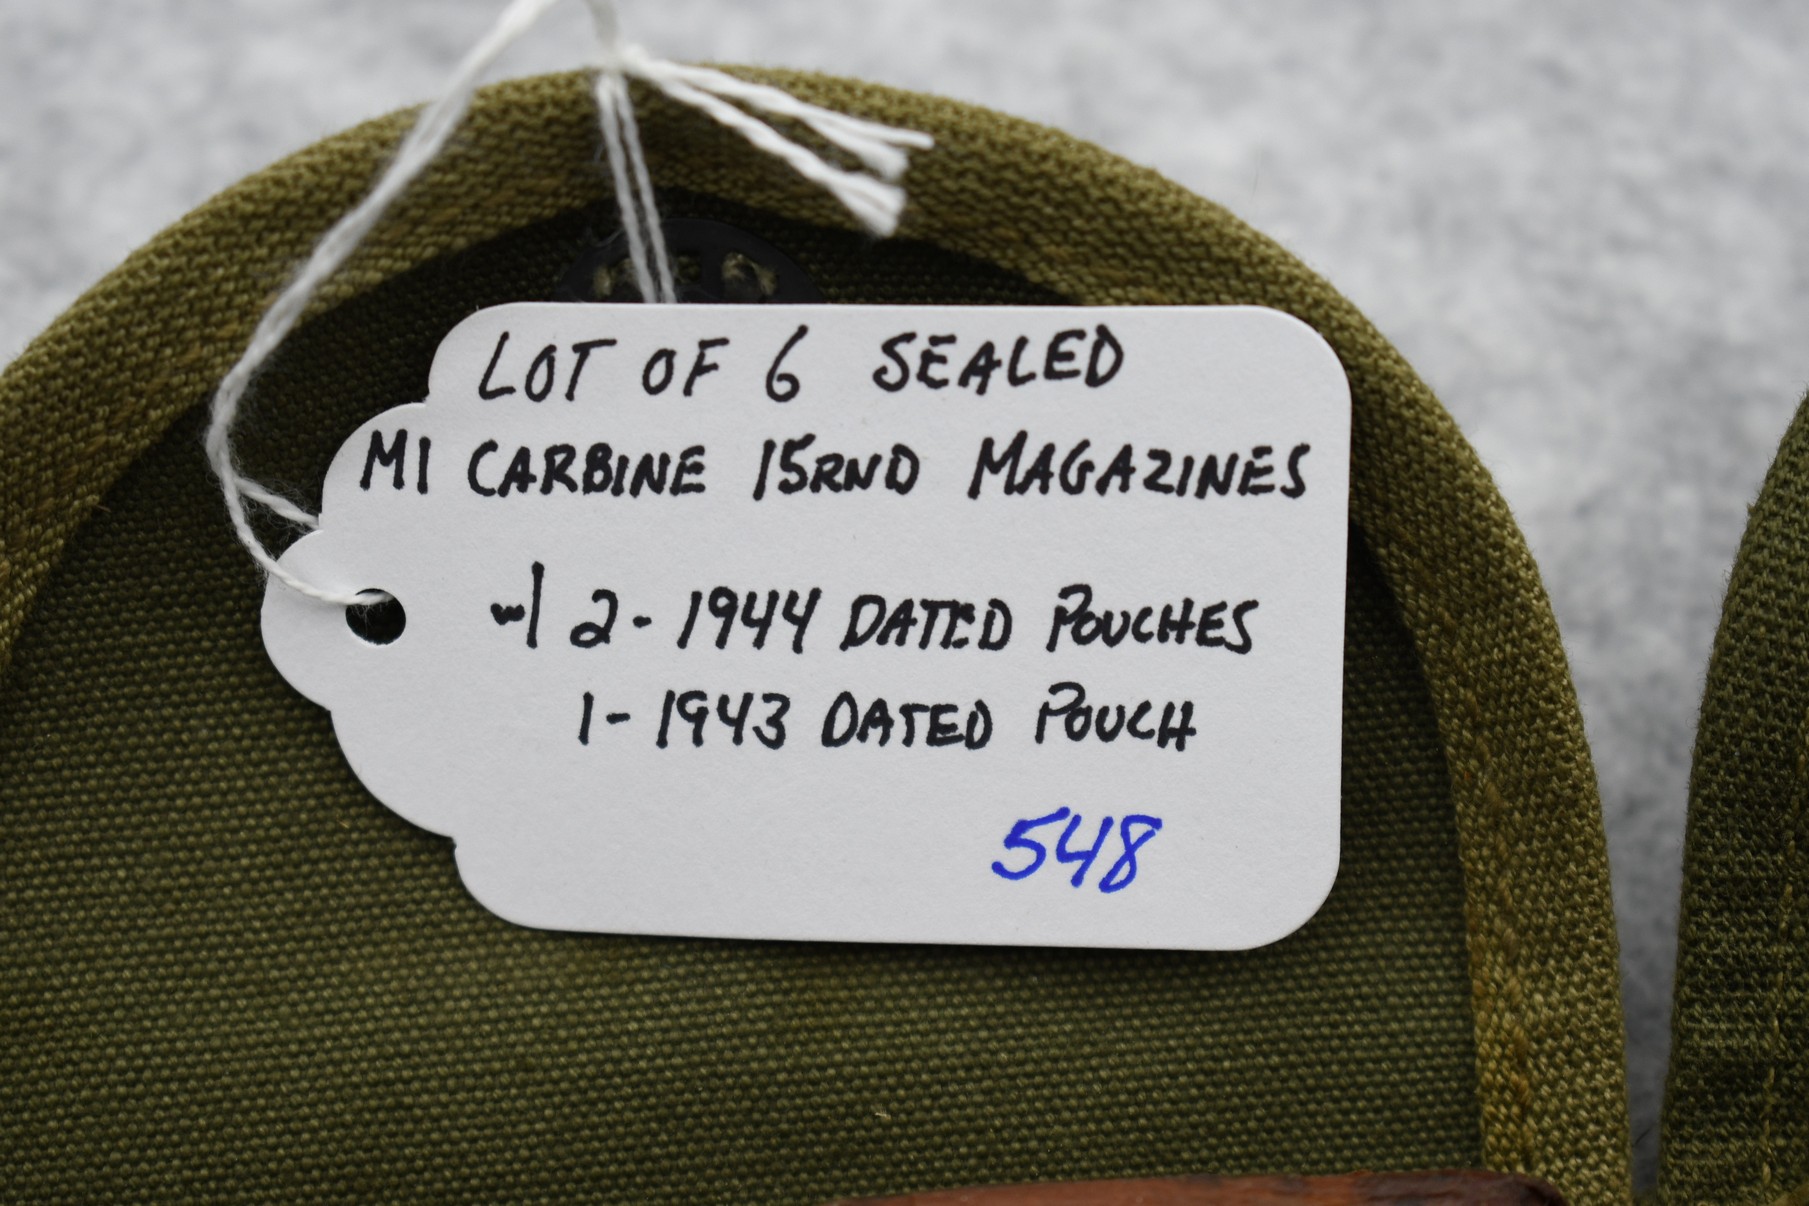 LOT OF 6 SEALED
M1 CARBINE 15RND MAGAZINES
w/ 2-1944 DATED POUCHES
1-1943 DATED POUCH
548